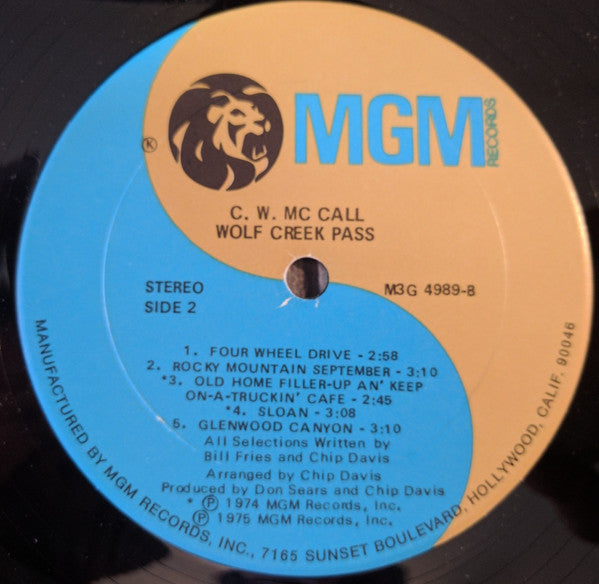 MGM
RECORDS
K
C. W. MC CALL
WOLF CREEK PASS
STEREO
SIDE 2
M3G 4989-B
1. FOUR WHEEL DRIVE - 2:58
2. ROCKY MOUNTAIN SEPTEMBER - 3:10
*3. OLD HOME FILLER-UP AN' KEEP
ON-A-TRUCKIN' CAFE - 2:45
*4. SLOAN - 3:08
5. GLENWOOD CANYON - 3:10
All Selections Written by
Bill Fries and Chip Davis
Arranged by Chip Davis
Produced by Don Sears and Chip Davis
* Ⓟ 1974 MGM Records, Inc.
Ⓟ 1975 MGM Records, Inc.
MANUFACTURED BY MGM RECORDS, INC., 7165 SUNSET BOULEVARD, HOLLYWOOD, CALIF. 90046